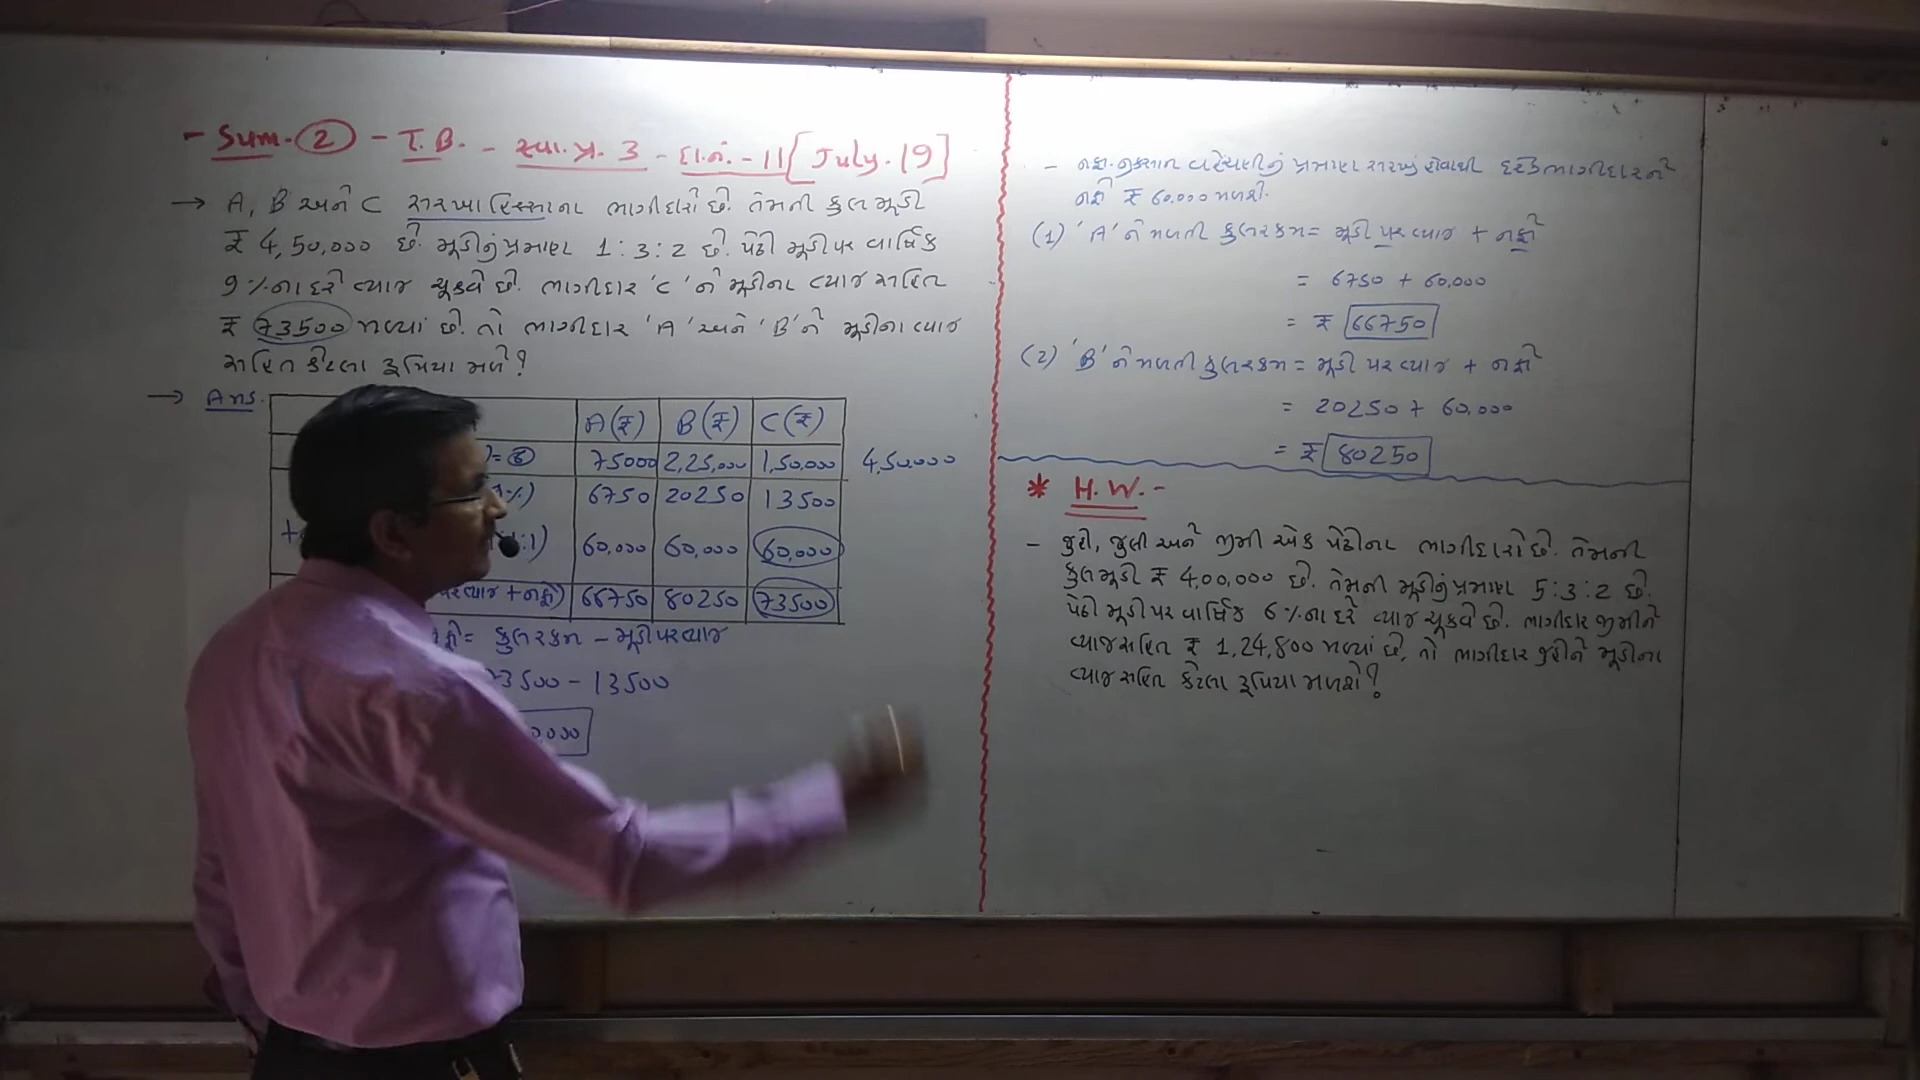 - Sum. 2 - T.B. - સ્વા.પ્ર. 3 - દા.નં. - 11 [July.19]
→ A, B અને C સરખા હિસ્સાના ભાગીદારો છે. તેમની કુલ મૂડી
₹ 4,50,000 છે. મૂડીનું પ્રમાણ 1:3:2 છે. પેઢી મૂડી પર વાર્ષિક
9 % ના દરે વ્યાજ ચૂકવે છે. ભાગીદાર 'C' ને મૂડીના વ્યાજ સહિત
₹ 73500 મળ્યાં છે. તો ભાગીદાર 'A' અને 'B' ને મૂડીના વ્યાજ
સહિત કેટલા રૂપિયા મળે?
→ Ans.
A(₹) B(₹) C(₹)
)= 6 75000 2,25,000 1,50,000 4,50,000
%) 6750 20250 13500
+ :1) 60,000 60,000 60,000
પર વ્યાજ + નફો) 66750 80250 73500
= કુલ રકમ - મૂડી પર વ્યાજ
3500 - 13500
0,000
- નફા-નુકસાન વહેંચણીનું પ્રમાણ સરખું હોવાથી દરેક ભાગીદારને
નફો ₹ 60,000 મળશે.
(1) 'A' ને મળતી કુલ રકમ = મૂડી પર વ્યાજ + નફો
= 6750 + 60,000
= ₹ 66750
(2) 'B' ને મળતી કુલ રકમ = મૂડી પર વ્યાજ + નફો
= 20250 + 60,000
= ₹ 80250
* H.W. -
- જુલી અને જીમી એક પેઢીના ભાગીદારો છે. તેમની
કુલ મૂડી ₹ 4,00,000 છે. તેમની મૂડીનું પ્રમાણ 5:3:2 છે.
પેઢી મૂડી પર વાર્ષિક 6 % ના દરે વ્યાજ ચૂકવે છે. ભાગીદાર જીમીને
વ્યાજ સહિત ₹ 1,24,800 મળ્યાં છે, તો ભાગીદાર મૂડીના
વ્યાજ સહિત કેટલા રૂપિયા મળશે?